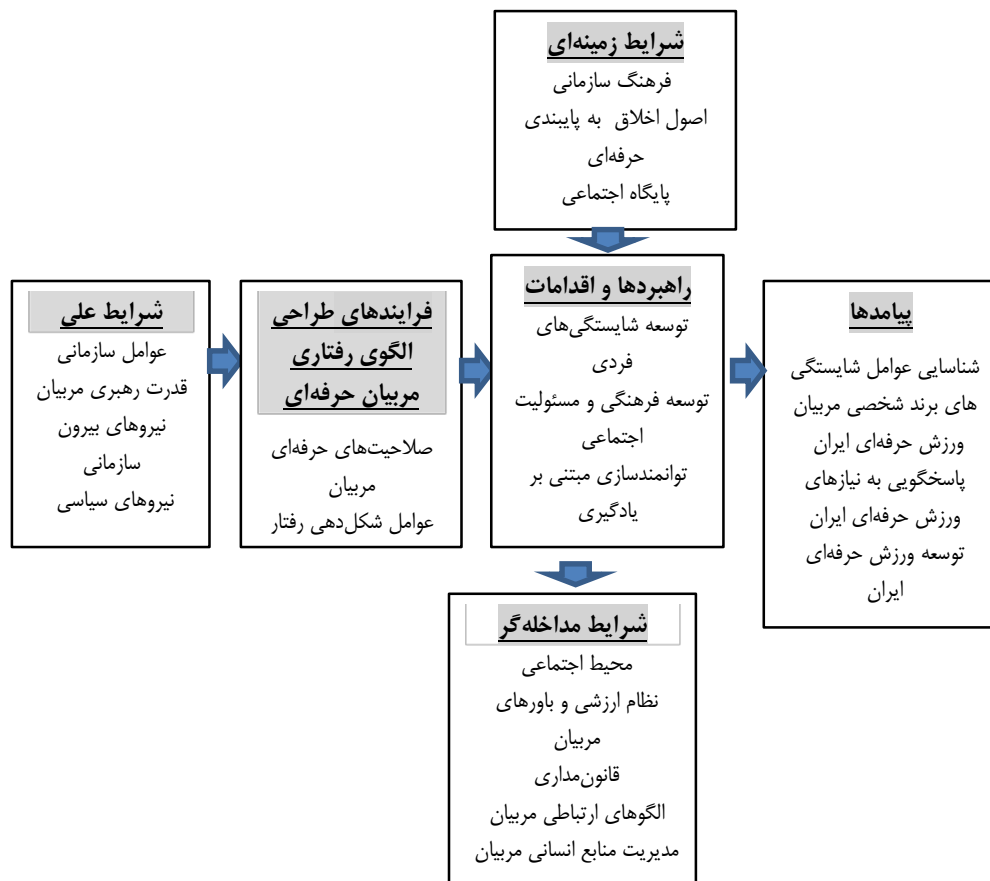 شرایط زمینه‌ای
فرهنگ سازمانی
اصول اخلاق به پایبندی
حرفه‌ای
پایگاه اجتماعی
شرایط علی
عوامل سازمانی
قدرت رهبری مربیان
نیروهای بیرون
سازمانی
نیروهای سیاسی
فرایندهای طراحی
الگوی رفتاری
مربیان حرفه‌ای
صلاحیت‌های حرفه‌ای
مربیان
عوامل شکل‌دهی رفتار
راهبردها و اقدامات
توسعه شایستگی‌های
فردی
توسعه فرهنگی و مسئولیت
اجتماعی
توانمندسازی مبتنی بر
یادگیری
پیامدها
شناسایی عوامل شایستگی
های برند شخصی مربیان
ورزش حرفه‌ای ایران
پاسخگویی به نیازهای
ورزش حرفه‌ای ایران
توسعه ورزش حرفه‌ای
ایران
شرایط مداخله‌گر
محیط اجتماعی
نظام ارزشی و باورهای
مربیان
قانون‌مداری
الگوهای ارتباطی مربیان
مدیریت منابع انسانی مربیان